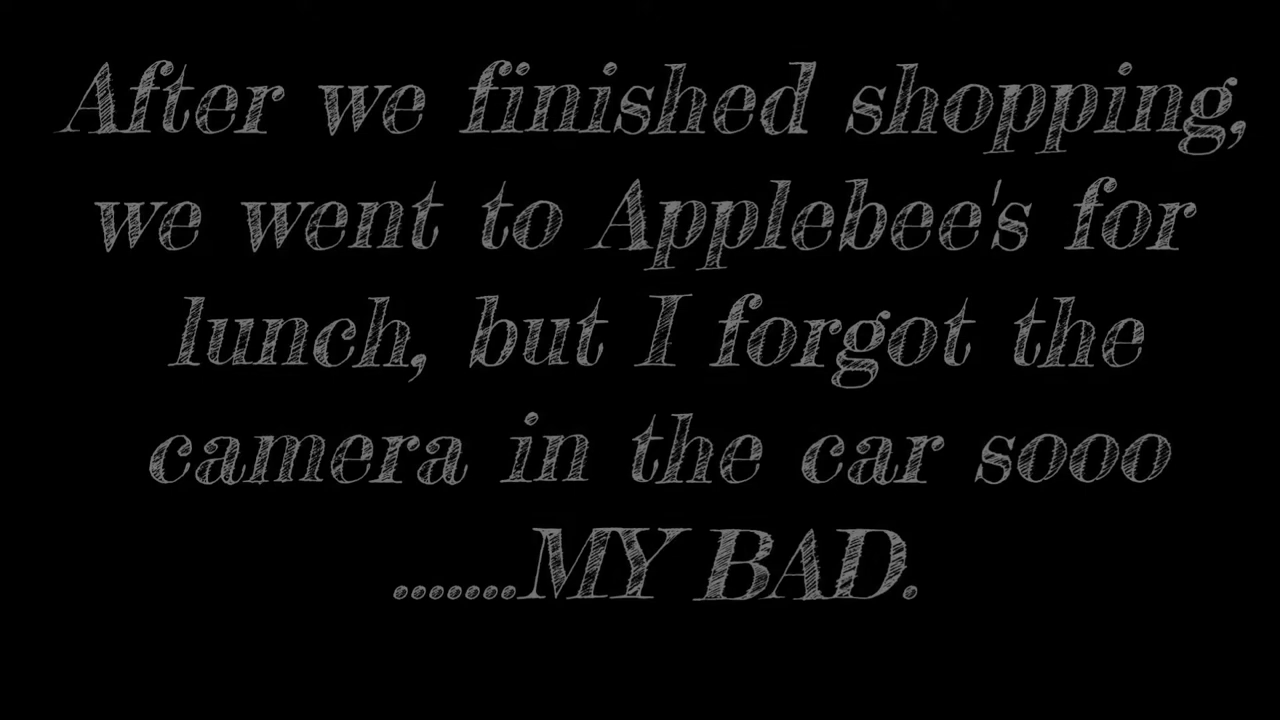 After we finished shopping,
we went to Applebee's for
lunch, but I forgot the
camera in the car sooo
.......MY BAD.